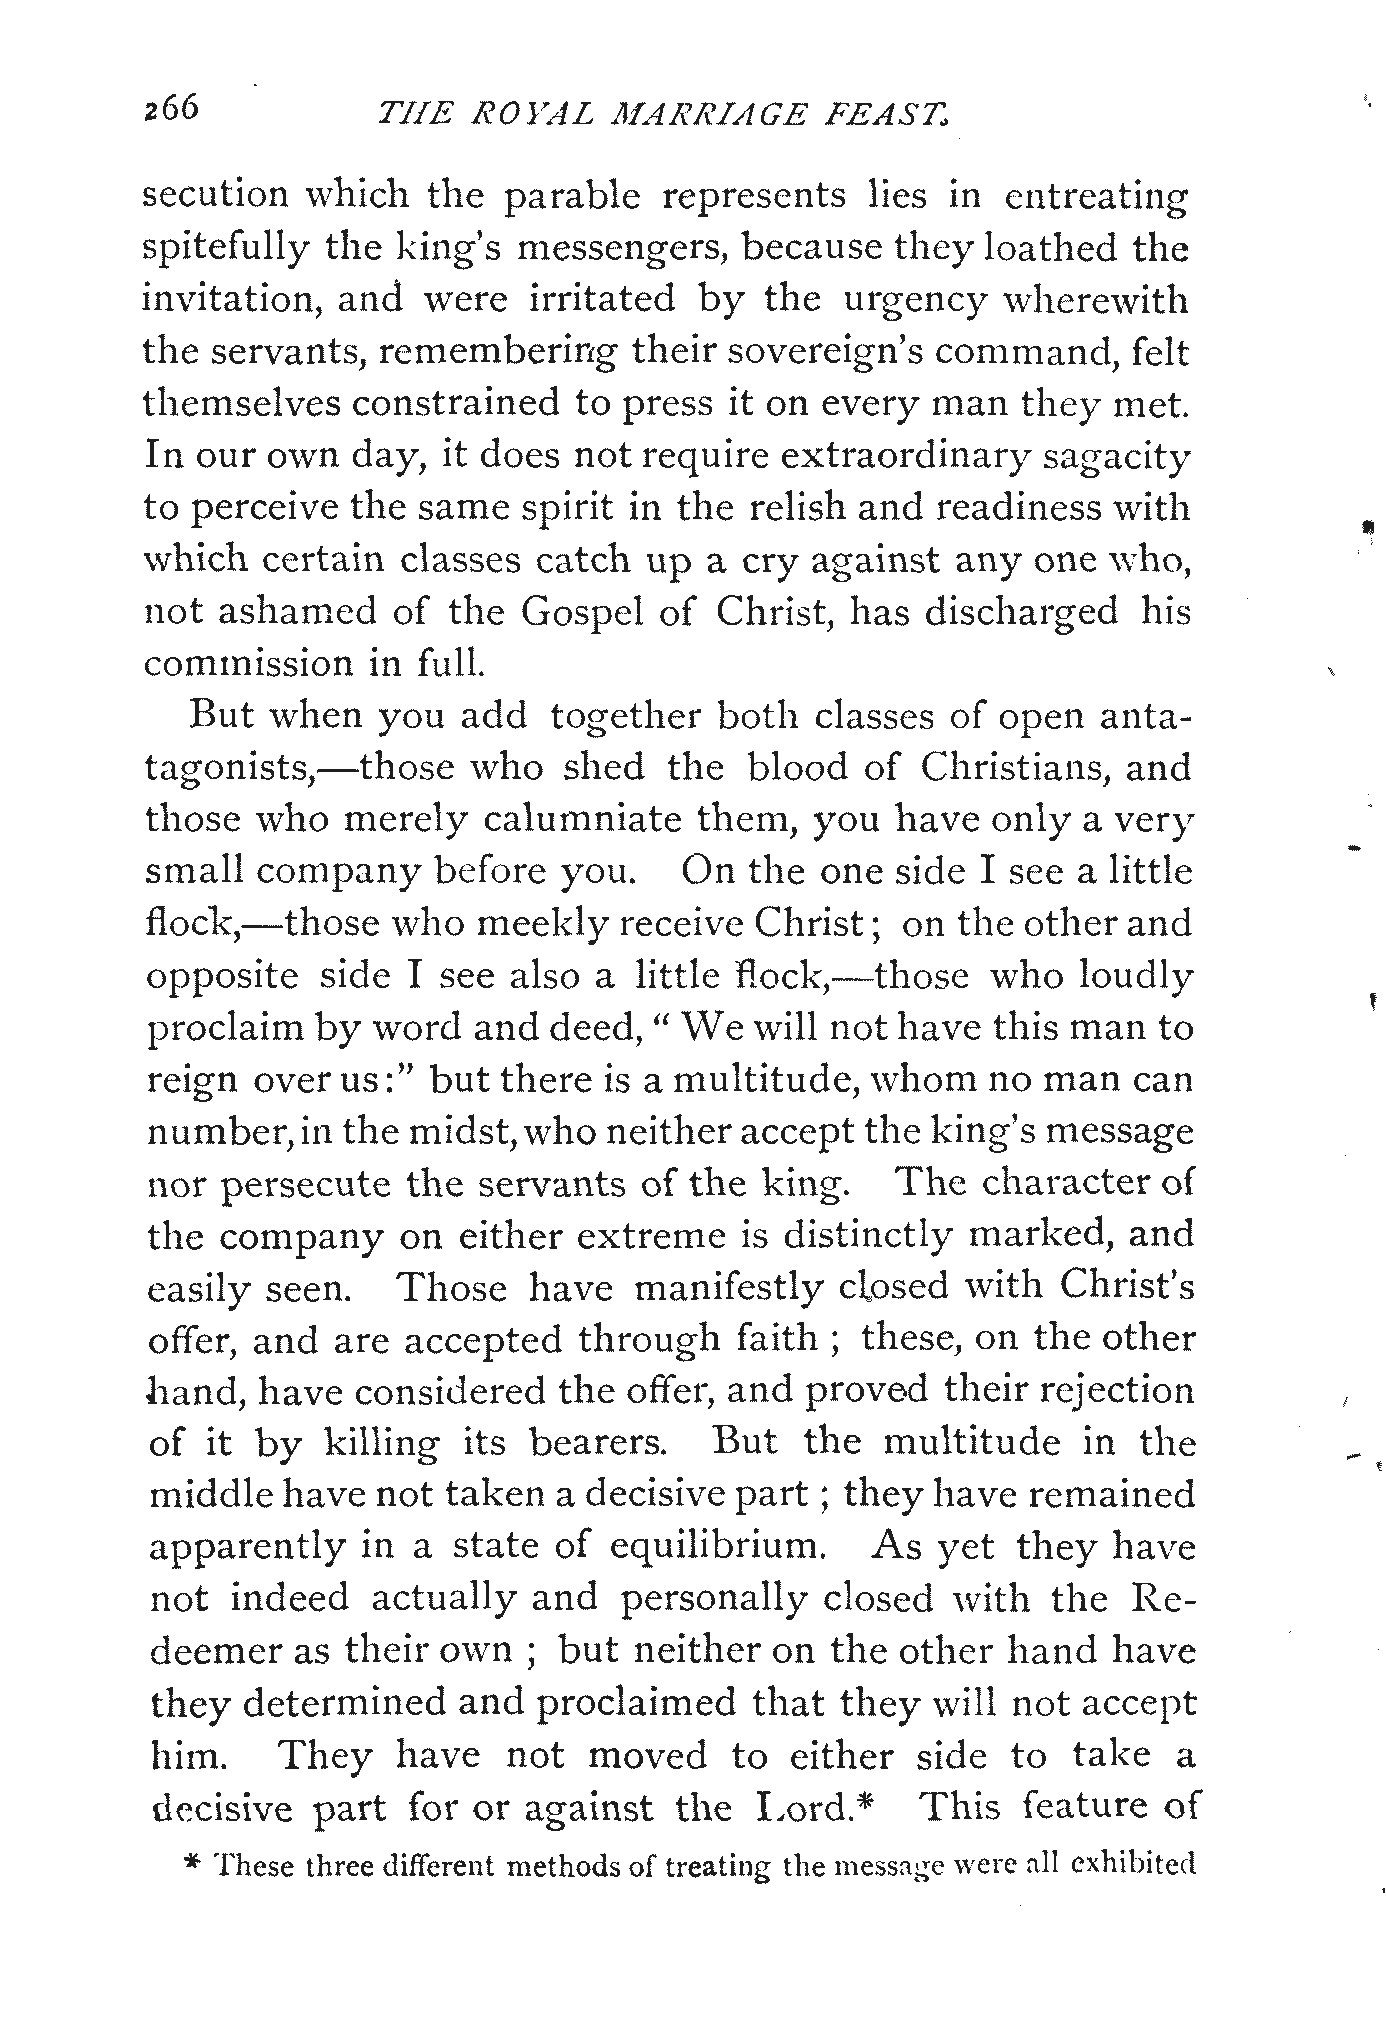 266 THE ROYAL MARRIAGE FEAST.
secution which the parable represents lies in entreating
spitefully the king's messengers, because they loathed the
invitation, and were irritated by the urgency wherewith
the servants, remembering their sovereign's command, felt
themselves constrained to press it on every man they met.
In our own day, it does not require extraordinary sagacity
to perceive the same spirit in the relish and readiness with
which certain classes catch up a cry against any one who,
not ashamed of the Gospel of Christ, has discharged his
commission in full.
But when you add together both classes of open anta-
tagonists,—those who shed the blood of Christians, and
those who merely calumniate them, you have only a very
small company before you. On the one side I see a little
flock,—those who meekly receive Christ; on the other and
opposite side I see also a little flock,—those who loudly
proclaim by word and deed, “ We will not have this man to
reign over us:” but there is a multitude, whom no man can
number, in the midst, who neither accept the king's message
nor persecute the servants of the king. The character of
the company on either extreme is distinctly marked, and
easily seen. Those have manifestly closed with Christ's
offer, and are accepted through faith ; these, on the other
hand, have considered the offer, and proved their rejection
of it by killing its bearers. But the multitude in the
middle have not taken a decisive part ; they have remained
apparently in a state of equilibrium. As yet they have
not indeed actually and personally closed with the Re-
deemer as their own ; but neither on the other hand have
they determined and proclaimed that they will not accept
him. They have not moved to either side to take a
decisive part for or against the Lord.* This feature of
* These three different methods of treating the message were all exhibited